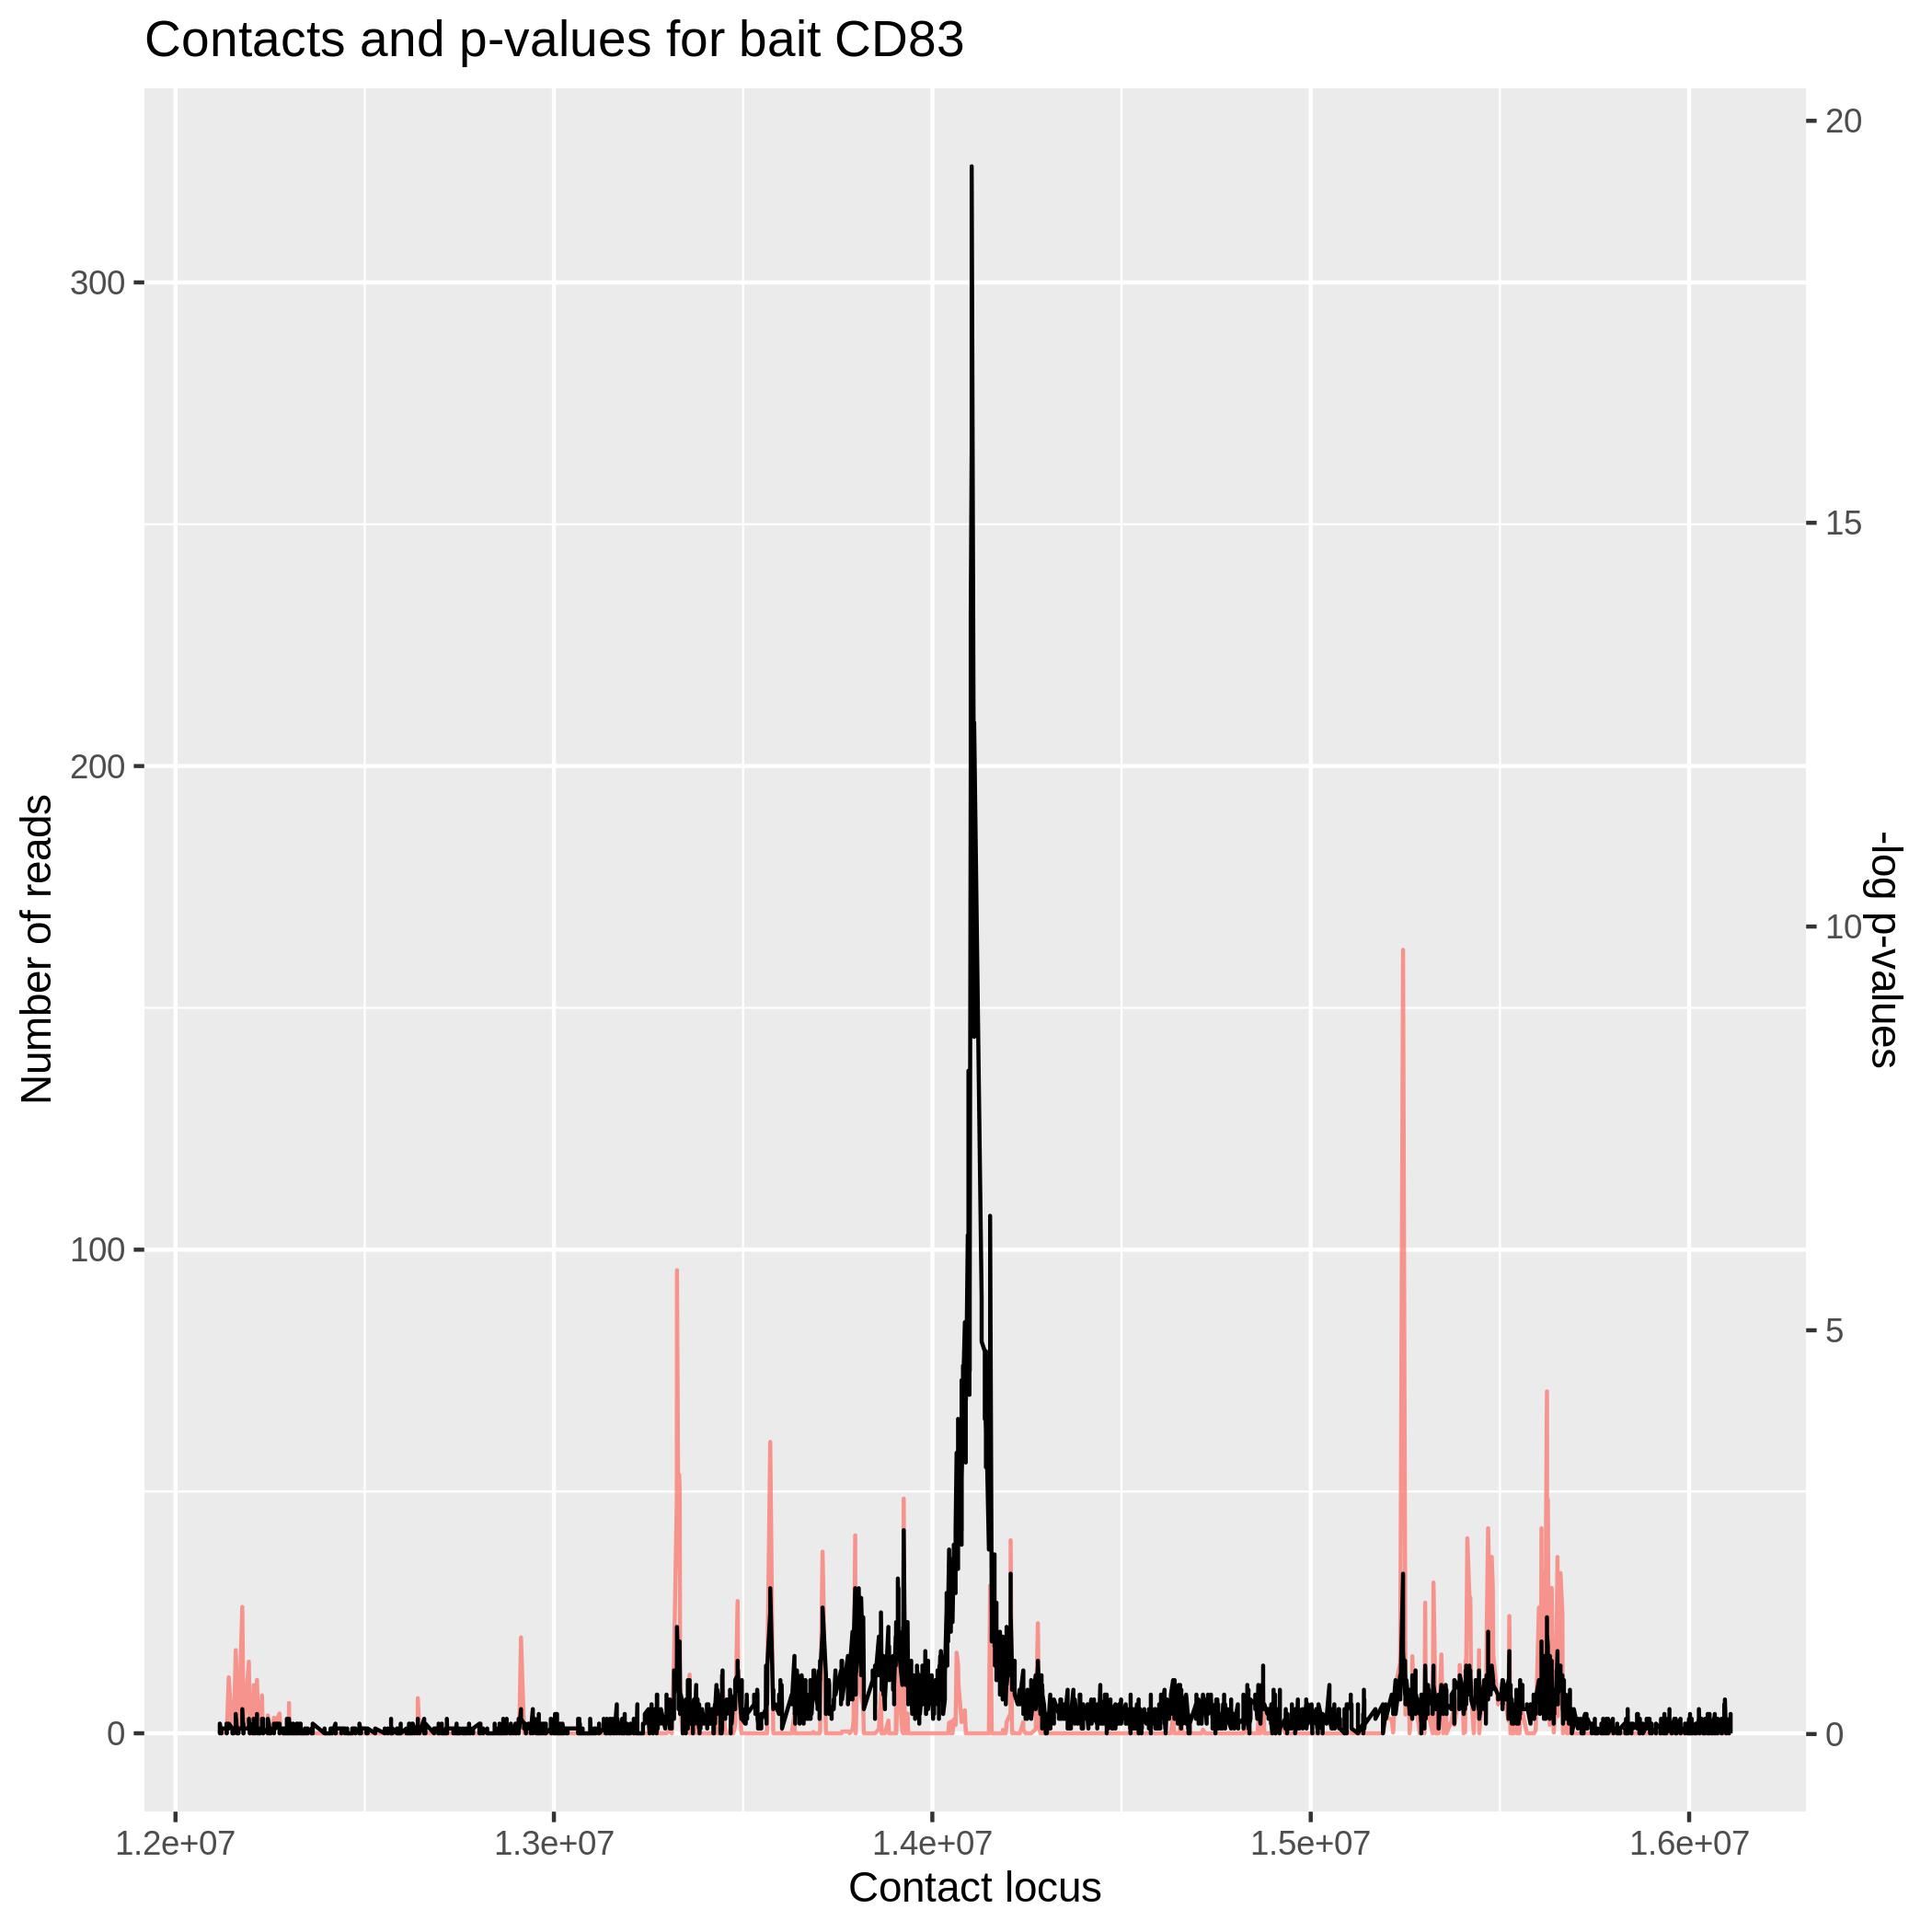 Contacts and p-values for bait CD83
Number of reads
300
200
100
0
20
15
10
5
0
-log p-values
1.2e+07 1.3e+07 1.4e+07 1.5e+07 1.6e+07
Contact locus